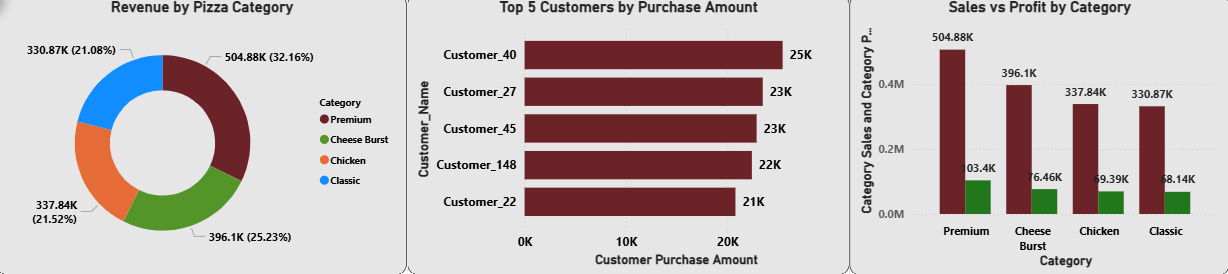 Revenue by Pizza Category
330.87K (21.08%)
504.88K (32.16%)
337.84K
(21.52%)
396.1K (25.23%)
Category
Premium
Cheese Burst
Chicken
Classic
Top 5 Customers by Purchase Amount
Customer_Name
Customer_40
25K
Customer_27
23K
Customer_45
23K
Customer_148
22K
Customer_22
21K
0K
10K
20K
Customer Purchase Amount
Sales vs Profit by Category
Category Sales and Category P...
0.4M
0.2M
0.0M
504.88K
396.1K
337.84K
330.87K
103.4K
76.46K
69.39K
68.14K
Premium
Cheese
Burst
Chicken
Classic
Category